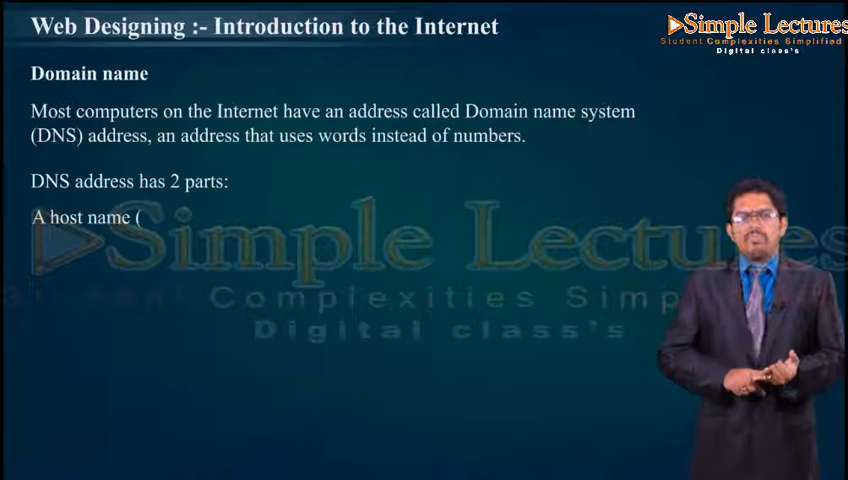 Web Designing :- Introduction to the Internet
Simple Lectures
Student Complexities Simplified
Digital class's
Domain name
Most computers on the Internet have an address called Domain name system
(DNS) address, an address that uses words instead of numbers.
DNS address has 2 parts:
A host name (
Simple Lectures
Student Complexities Simp
Digital class's